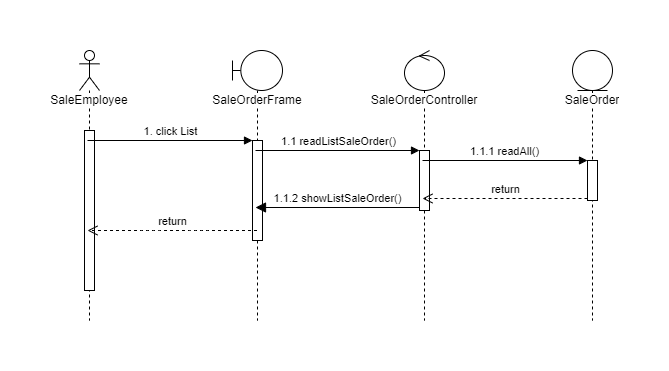 SaleEmployee
SaleOrderFrame
SaleOrderController
SaleOrder
1. click List
1.1 readListSaleOrder()
1.1.1 readAll()
return
1.1.2 showListSaleOrder()
return